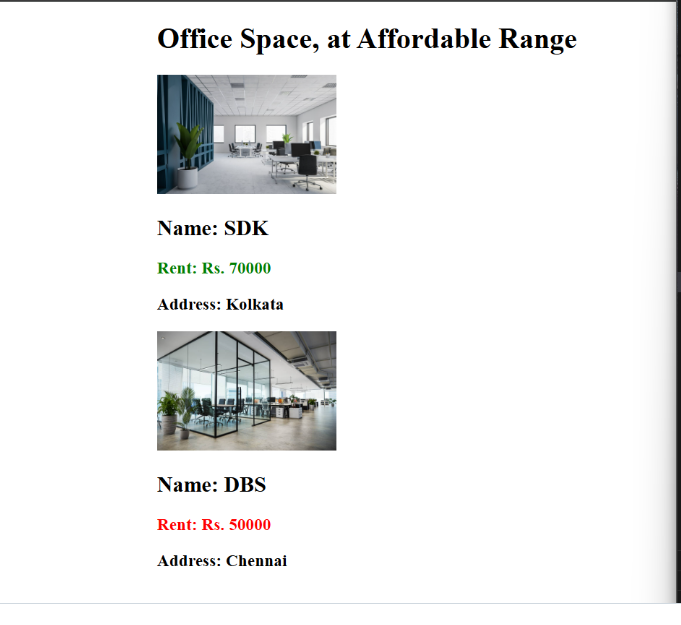 Office Space, at Affordable Range
Name: SDK
Rent: Rs. 70000
Address: Kolkata
Name: DBS
Rent: Rs. 50000
Address: Chennai